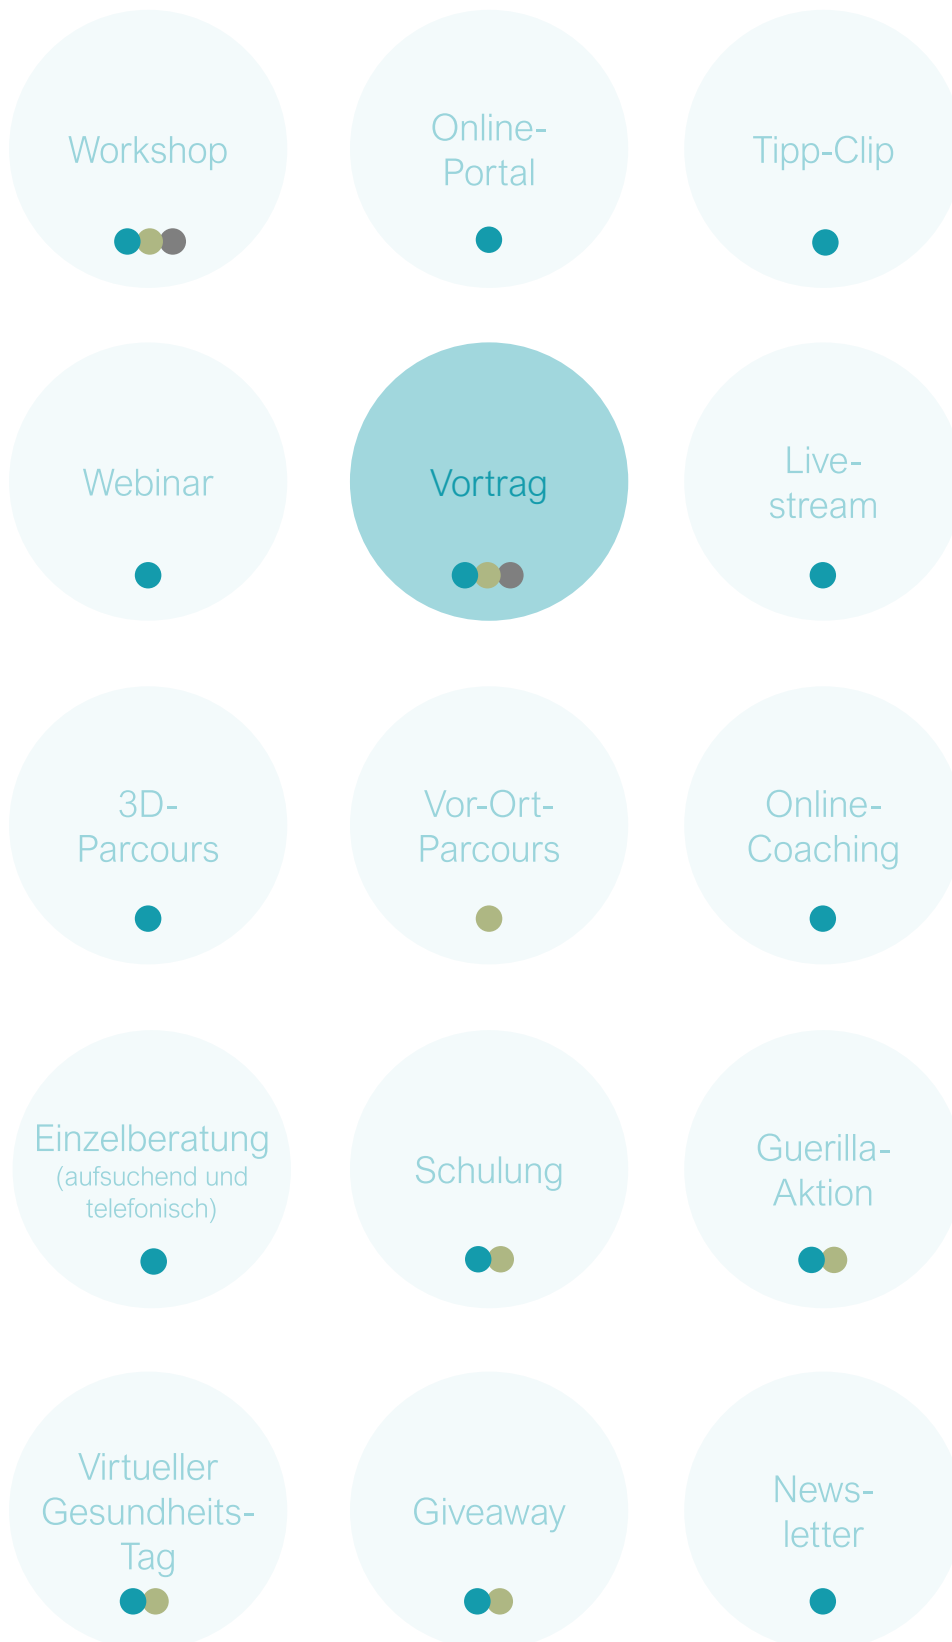 Workshop
Online-
Portal
Tipp-Clip
Webinar
Vortrag
Live-
stream
3D-
Parcours
Vor-Ort-
Parcours
Online-
Coaching
Einzelberatung
(aufsuchend und
telefonisch)
Schulung
Guerilla-
Aktion
Virtueller
Gesundheits-
Tag
Giveaway
News-
letter